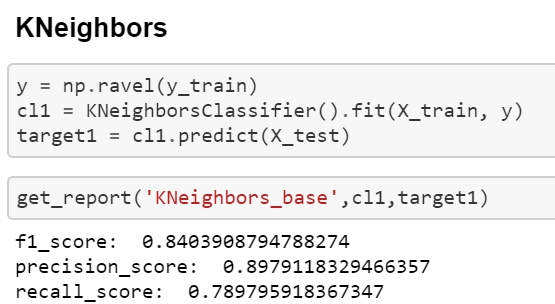 KNeighbors
y = np.ravel(y_train)
cl1 = KNeighborsClassifier().fit(X_train, y)
target1 = cl1.predict(X_test)
get_report('KNeighbors_base',cl1,target1)
f1_score:  0.8403908794788274
precision_score:  0.8979118329466357
recall_score:  0.789795918367347